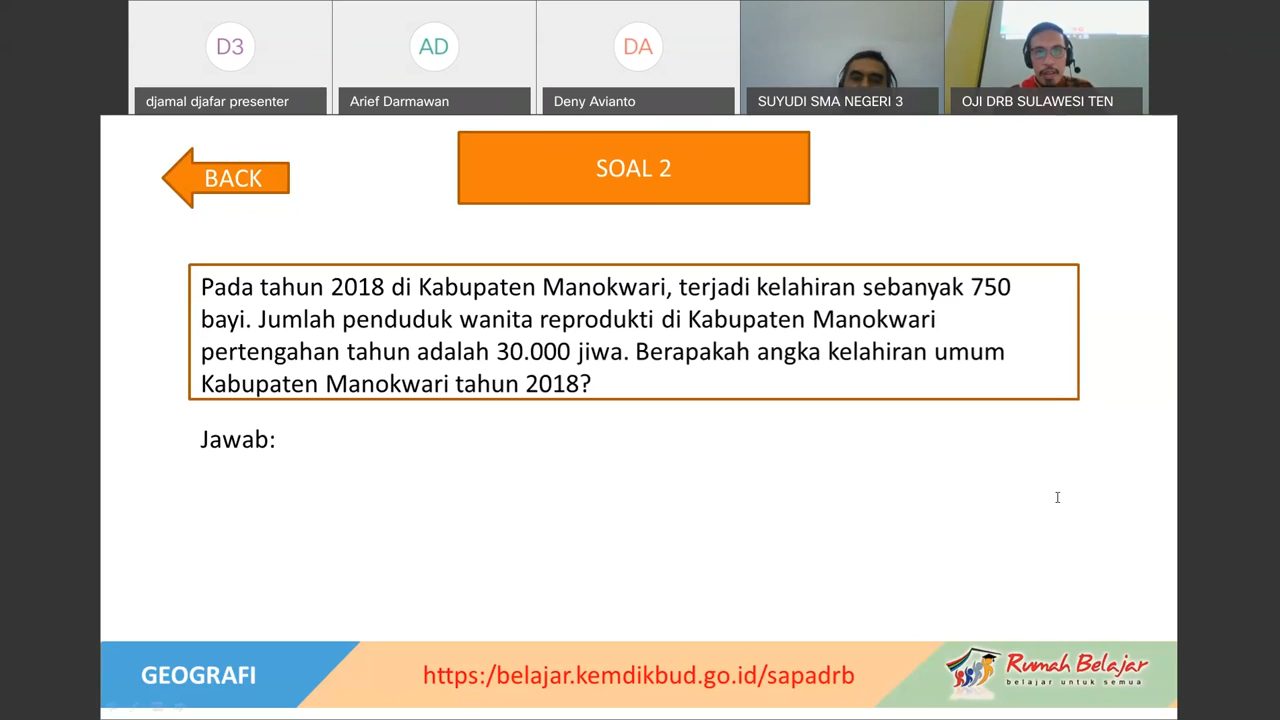 D3
AD
DA
djamal djafar presenter
Arief Darmawan
Deny Avianto
SUYUDI SMA NEGERI 3
OJI DRB SULAWESI TEN
BACK
SOAL 2
Pada tahun 2018 di Kabupaten Manokwari, terjadi kelahiran sebanyak 750
bayi. Jumlah penduduk wanita reprodukti di Kabupaten Manokwari
pertengahan tahun adalah 30.000 jiwa. Berapakah angka kelahiran umum
Kabupaten Manokwari tahun 2018?
Jawab:
GEOGRAFI
https:/belajar.kemdikbud.go.id/sapadrb
Rumah Belajar
belajar untuk semua